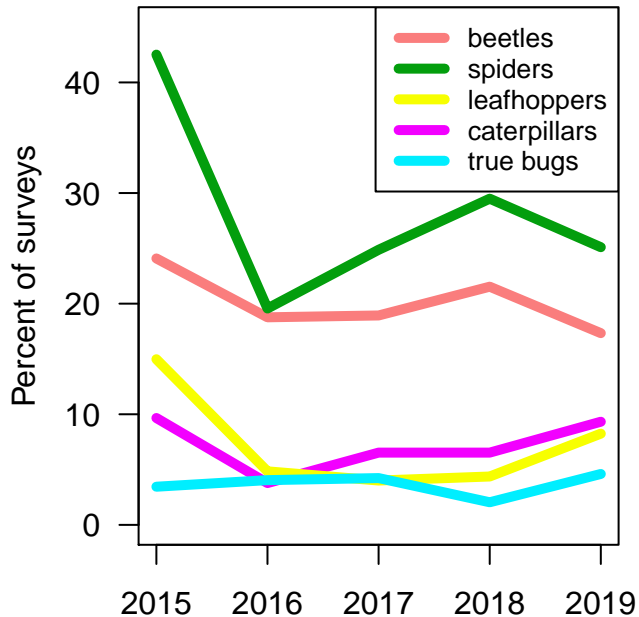 beetles
spiders
leafhoppers
caterpillars
true bugs
Percent of surveys
40
30
20
10
0
2015 2016 2017 2018 2019